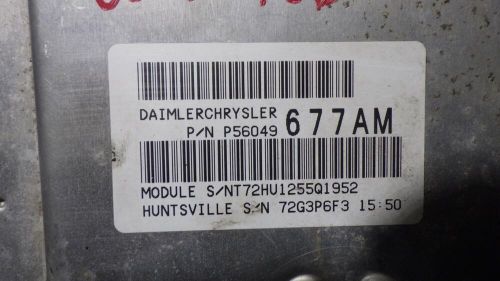 DAIMLERCHRYSLER
P/N P56049 677AM
MODULE S/NT72HU1255Q1952
HUNTSVILLE S/N 72G3P6F3 15:50